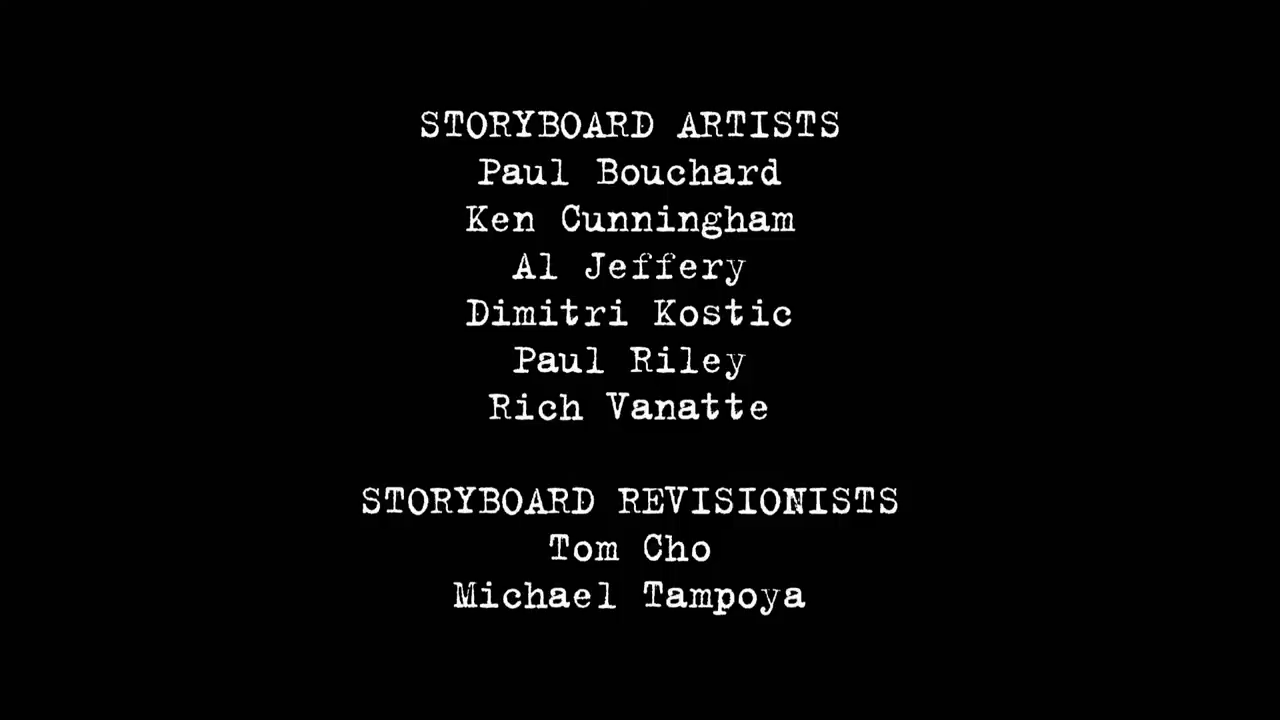 STORYBOARD ARTISTS
Paul Bouchard
Ken Cunningham
Al Jeffery
Dimitri Kostic
Paul Riley
Rich Vanatte
STORYBOARD REVISIONISTS
Tom Cho
Michael Tampoya